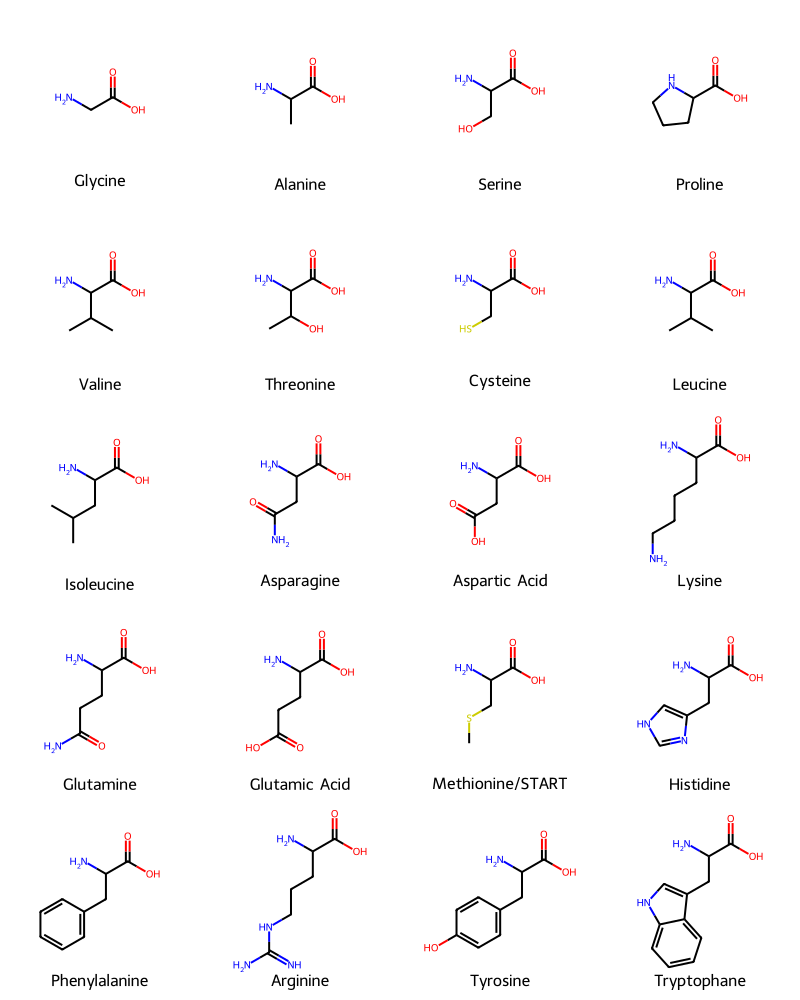 O
H₂N
OH
Glycine
O
H₂N
OH
Alanine
O
H₂N
OH
HO
Serine
O
H
N
OH
Proline
O
H₂N
OH
Valine
O
H₂N
OH
OH
Threonine
O
H₂N
OH
HS
Cysteine
O
H₂N
OH
Leucine
O
H₂N
OH
Isoleucine
O
H₂N
OH
O
NH₂
Asparagine
O
H₂N
OH
O
OH
Aspartic Acid
O
H₂N
OH
NH₂
Lysine
O
H₂N
OH
H₂N
O
Glutamine
O
H₂N
OH
HO
O
Glutamic Acid
O
H₂N
OH
S
Methionine/START
O
H₂N
OH
HN
N
Histidine
O
H₂N
OH
Phenylalanine
O
H₂N
OH
HN
H₂N
NH
Arginine
O
H₂N
OH
HO
Tyrosine
O
H₂N
OH
HN
Tryptophane